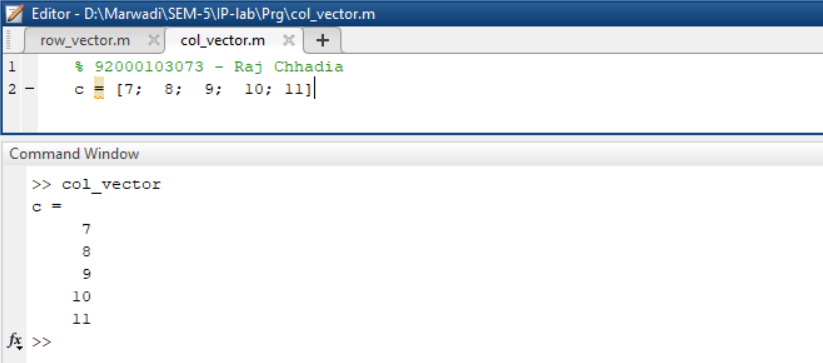 Editor - D:\Marwadi\SEM-5\IP-lab\Prg\col_vector.m
row_vector.m col_vector.m +
1 % 92000103073 - Raj Chhadia
2 - c = [7; 8; 9; 10; 11]
Command Window
>> col_vector
c =
7
8
9
10
11
fx >>